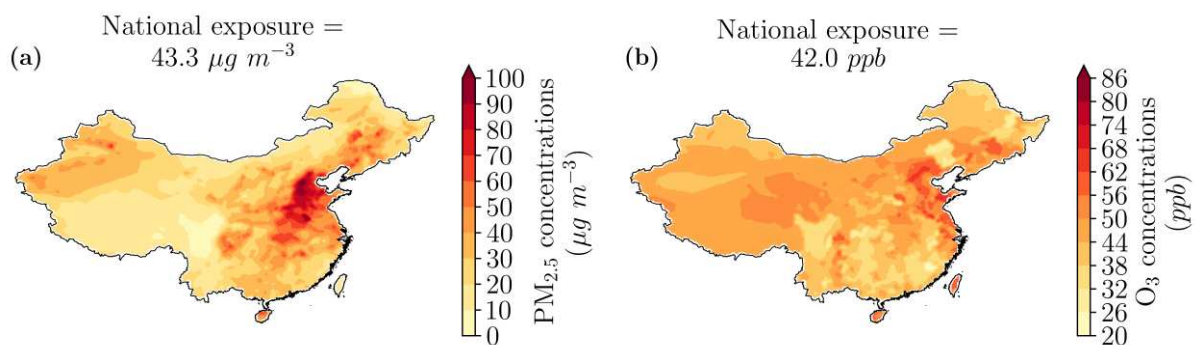 National exposure =
(a) 43.3 µg m⁻³
100
90
80
70
60
50
40
30
20
10
0
PM₂.₅ concentrations
(µg m⁻³)
National exposure =
(b) 42.0 ppb
86
80
74
68
62
56
50
44
38
32
26
20
O₃ concentrations
(ppb)